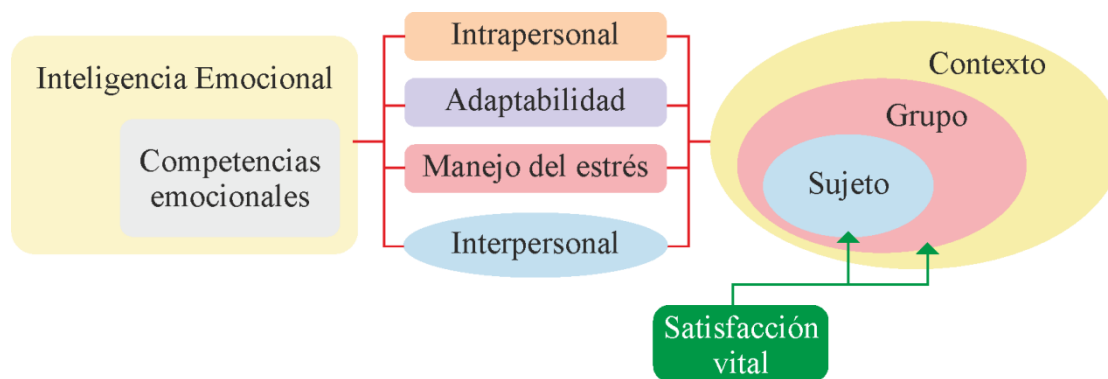 Inteligencia Emocional
Competencias
emocionales
Intrapersonal
Adaptabilidad
Manejo del estrés
Interpersonal
Contexto
Grupo
Sujeto
Satisfacción
vital